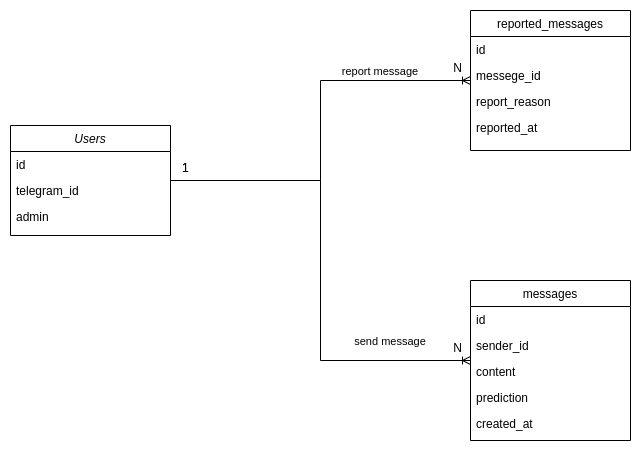 reported_messages
id
messege_id
report_reason
reported_at
report message
N
Users
id
telegram_id
admin
1
send message
N
messages
id
sender_id
content
prediction
created_at